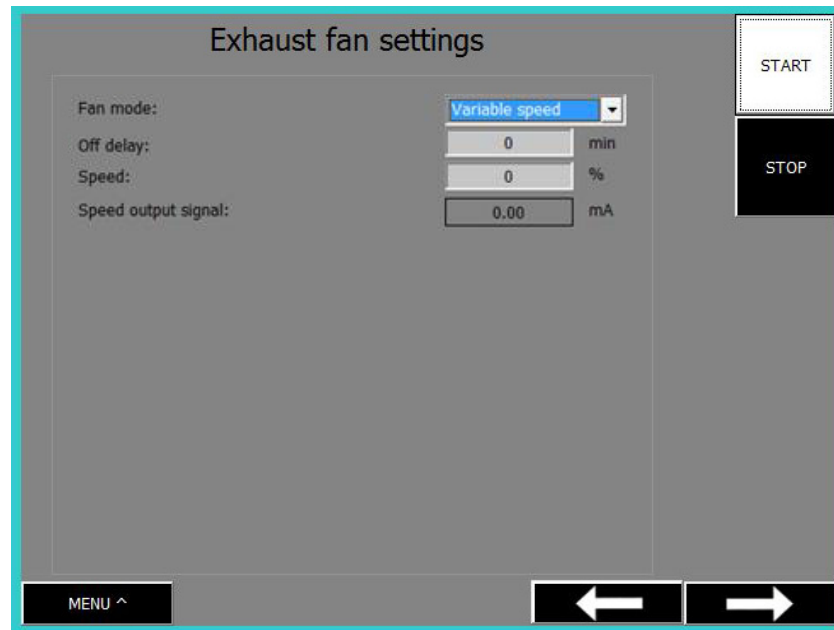 Exhaust fan settings
START
Fan mode: Variable speed
Off delay: 0 min
STOP
Speed: 0 %
Speed output signal: 0.00 mA
MENU ^